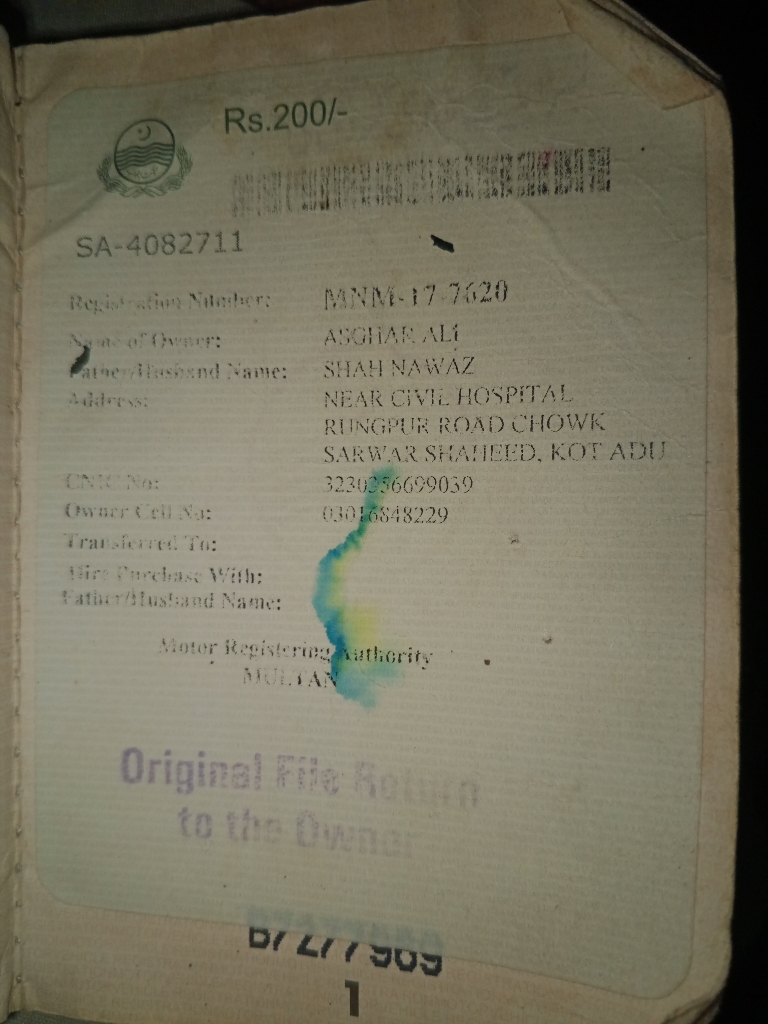 Rs.200/-
SA-4082711
Registration Number: MNM-17-7620
Name of Owner: ASGHAR ALI
Father/Husband Name: SHAH NAWAZ
Address: NEAR CIVIL HOSPITAL
RUNGPUR ROAD CHOWK
SARWAR SHAHEED, KOT ADU
CNIC No: 3230356699039
Owner Cell No: 03016848229
Transferred To:
Hire Purchase With:
Father/Husband Name:
Motor Registering Authority
MULTAN
Original File Return
to the Owner
1